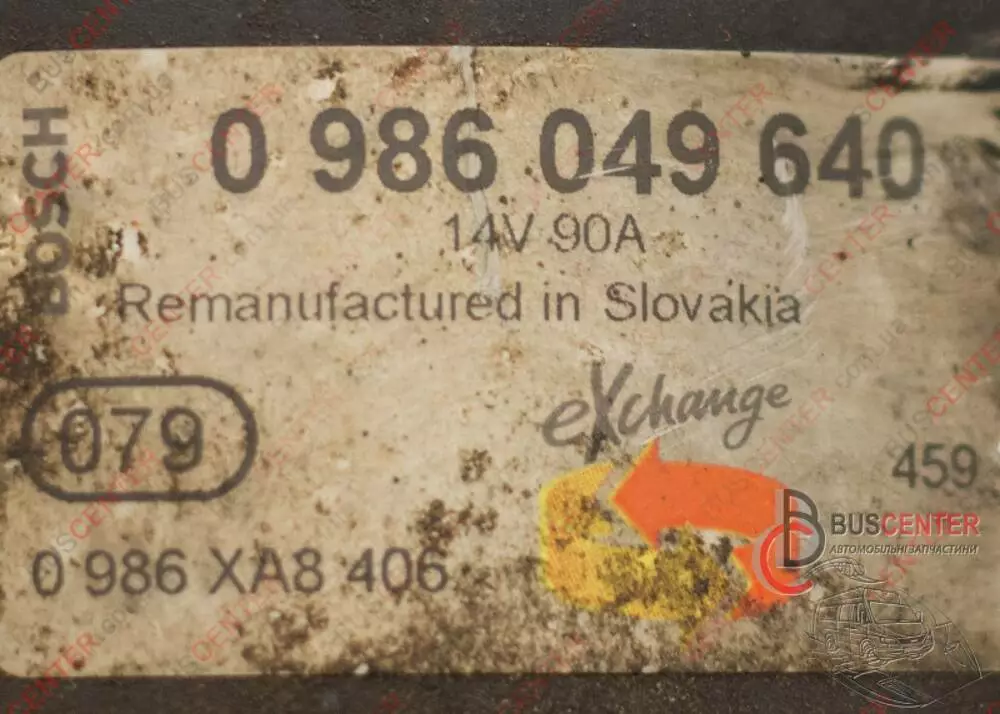 BOSCH
0 986 049 640
14V 90A
Remanufactured in Slovakia
eXchange
079
459
0 986 XA8 406
BUSCENTER
АВТОМОБІЛЬНІ ЗАПЧАСТИНИ